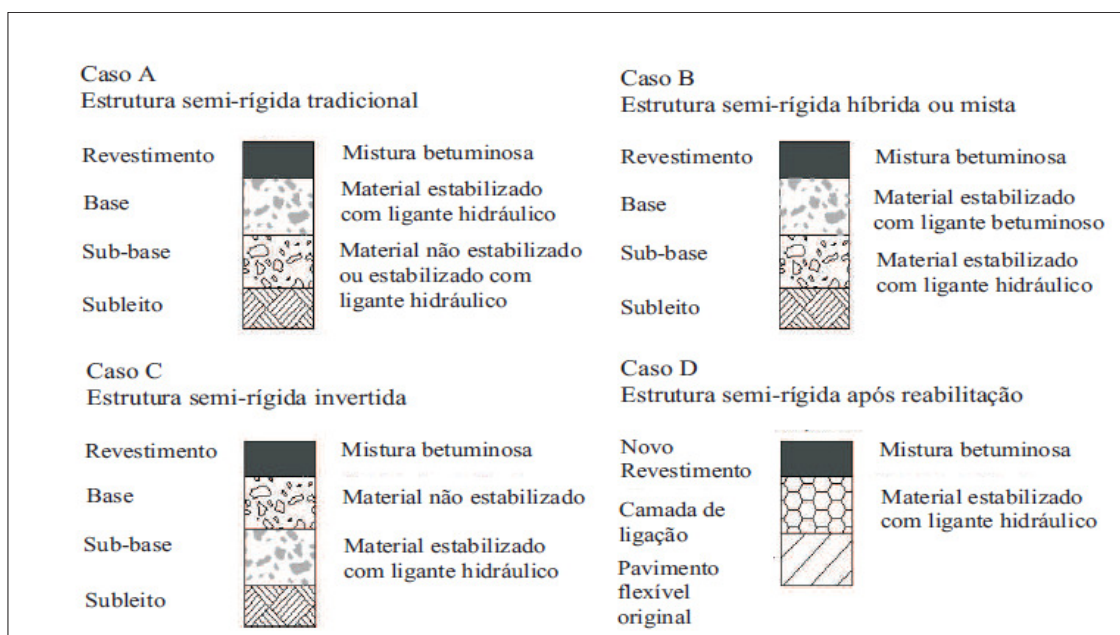 Caso A
Estrutura semi-rígida tradicional
Revestimento
Mistura betuminosa
Base
Material estabilizado
com ligante hidráulico
Sub-base
Material não estabilizado
ou estabilizado com
ligante hidráulico
Subleito
Caso B
Estrutura semi-rígida híbrida ou mista
Revestimento
Mistura betuminosa
Base
Material estabilizado
com ligante betuminoso
Sub-base
Material estabilizado
com ligante hidráulico
Subleito
Caso C
Estrutura semi-rígida invertida
Revestimento
Mistura betuminosa
Base
Material não estabilizado
Sub-base
Material estabilizado
com ligante hidráulico
Subleito
Caso D
Estrutura semi-rígida após reabilitação
Novo
Revestimento
Mistura betuminosa
Camada de
ligação
Material estabilizado
com ligante hidráulico
Pavimento
flexível
original